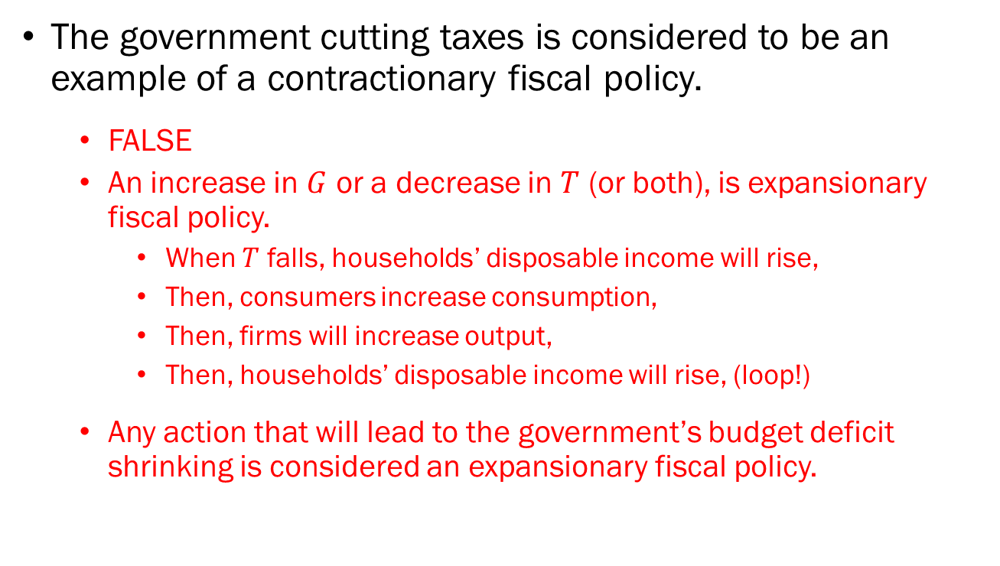 • The government cutting taxes is considered to be an
example of a contractionary fiscal policy.
• FALSE
• An increase in G or a decrease in T (or both), is expansionary
fiscal policy.
• When T falls, households’ disposable income will rise,
• Then, consumers increase consumption,
• Then, firms will increase output,
• Then, households’ disposable income will rise, (loop!)
• Any action that will lead to the government’s budget deficit
shrinking is considered an expansionary fiscal policy.